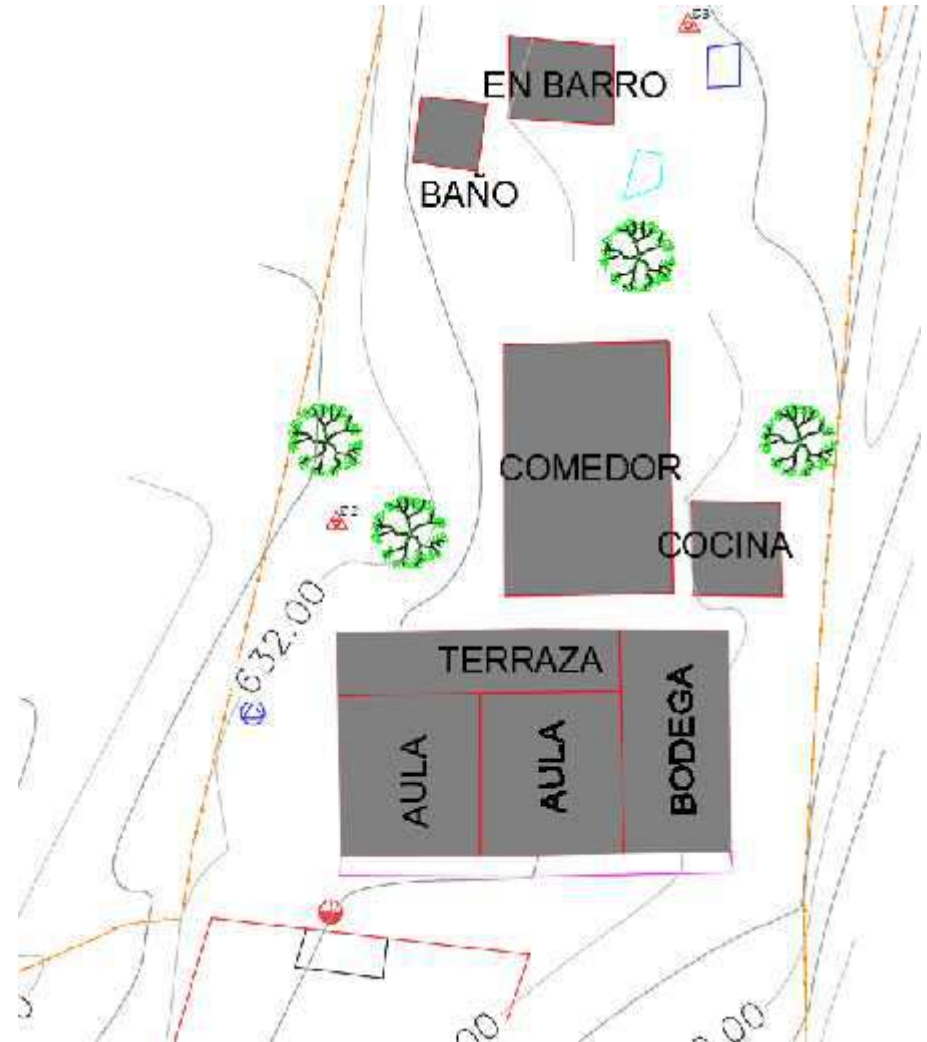 EN BARRO
BAÑO
COMEDOR
COCINA
632.00
TERRAZA
AULA
AULA
BODEGA